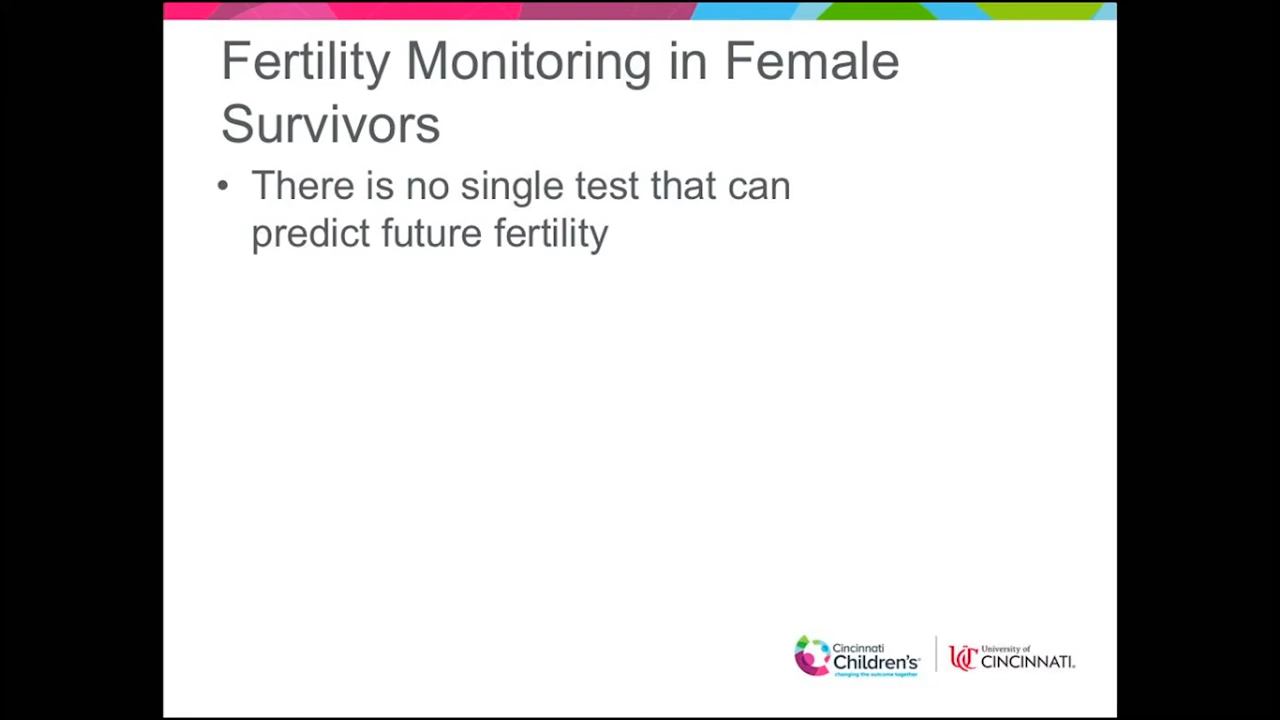 Fertility Monitoring in Female
Survivors
• There is no single test that can
predict future fertility
Cincinnati
Children's
changing the outcome together
University of
CINCINNATI.